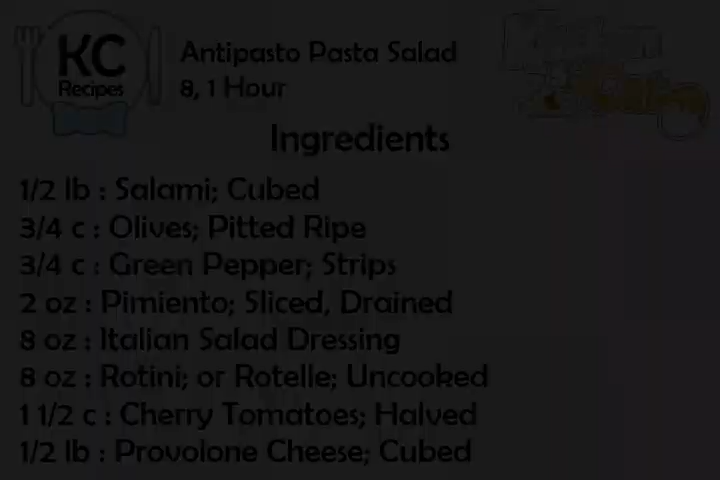 KC
Recipes
Antipasto Pasta Salad
8, 1 Hour
Ingredients
1/2 lb : Salami; Cubed
3/4 c : Olives; Pitted Ripe
3/4 c : Green Pepper; Strips
2 oz : Pimiento; Sliced, Drained
8 oz : Italian Salad Dressing
8 oz : Rotini; or Rotelle; Uncooked
1 1/2 c : Cherry Tomatoes; Halved
1/2 lb : Provolone Cheese; Cubed